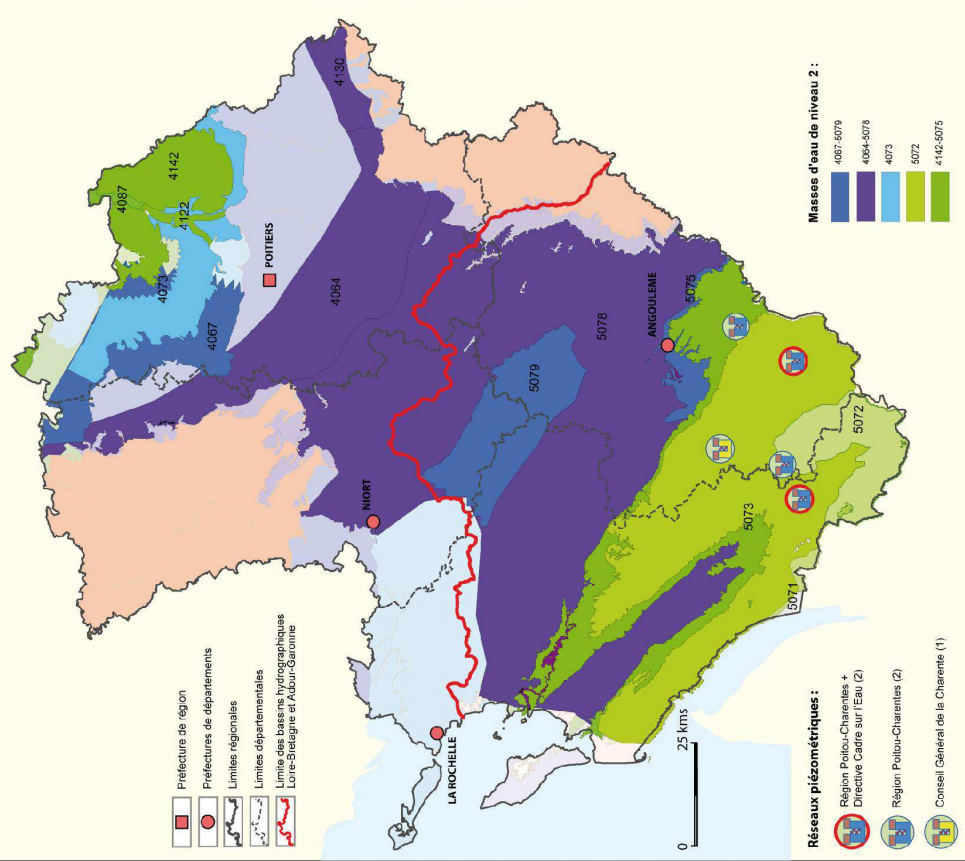 Préfecture de région
Préfectures de départements
Limites régionales
Limites départementales
Limite des bassins hydrographiques
Loire-Bretagne et Adour-Garonne
Masses d'eau de niveau 2 :
4067-5079
4064-5078
4073
5072
4142-5075
Réseaux piézométriques :
Région Poitou-Charentes +
Directive Cadre sur l'Eau (2)
Région Poitou-Charentes (2)
Conseil Général de la Charente (1)
0
25 kms
POITIERS
NIORT
LA ROCHELLE
ANGOULEME
4130
4142
4087
4122
4073
4067
4064
5079
5078
5075
5072
5073
5071